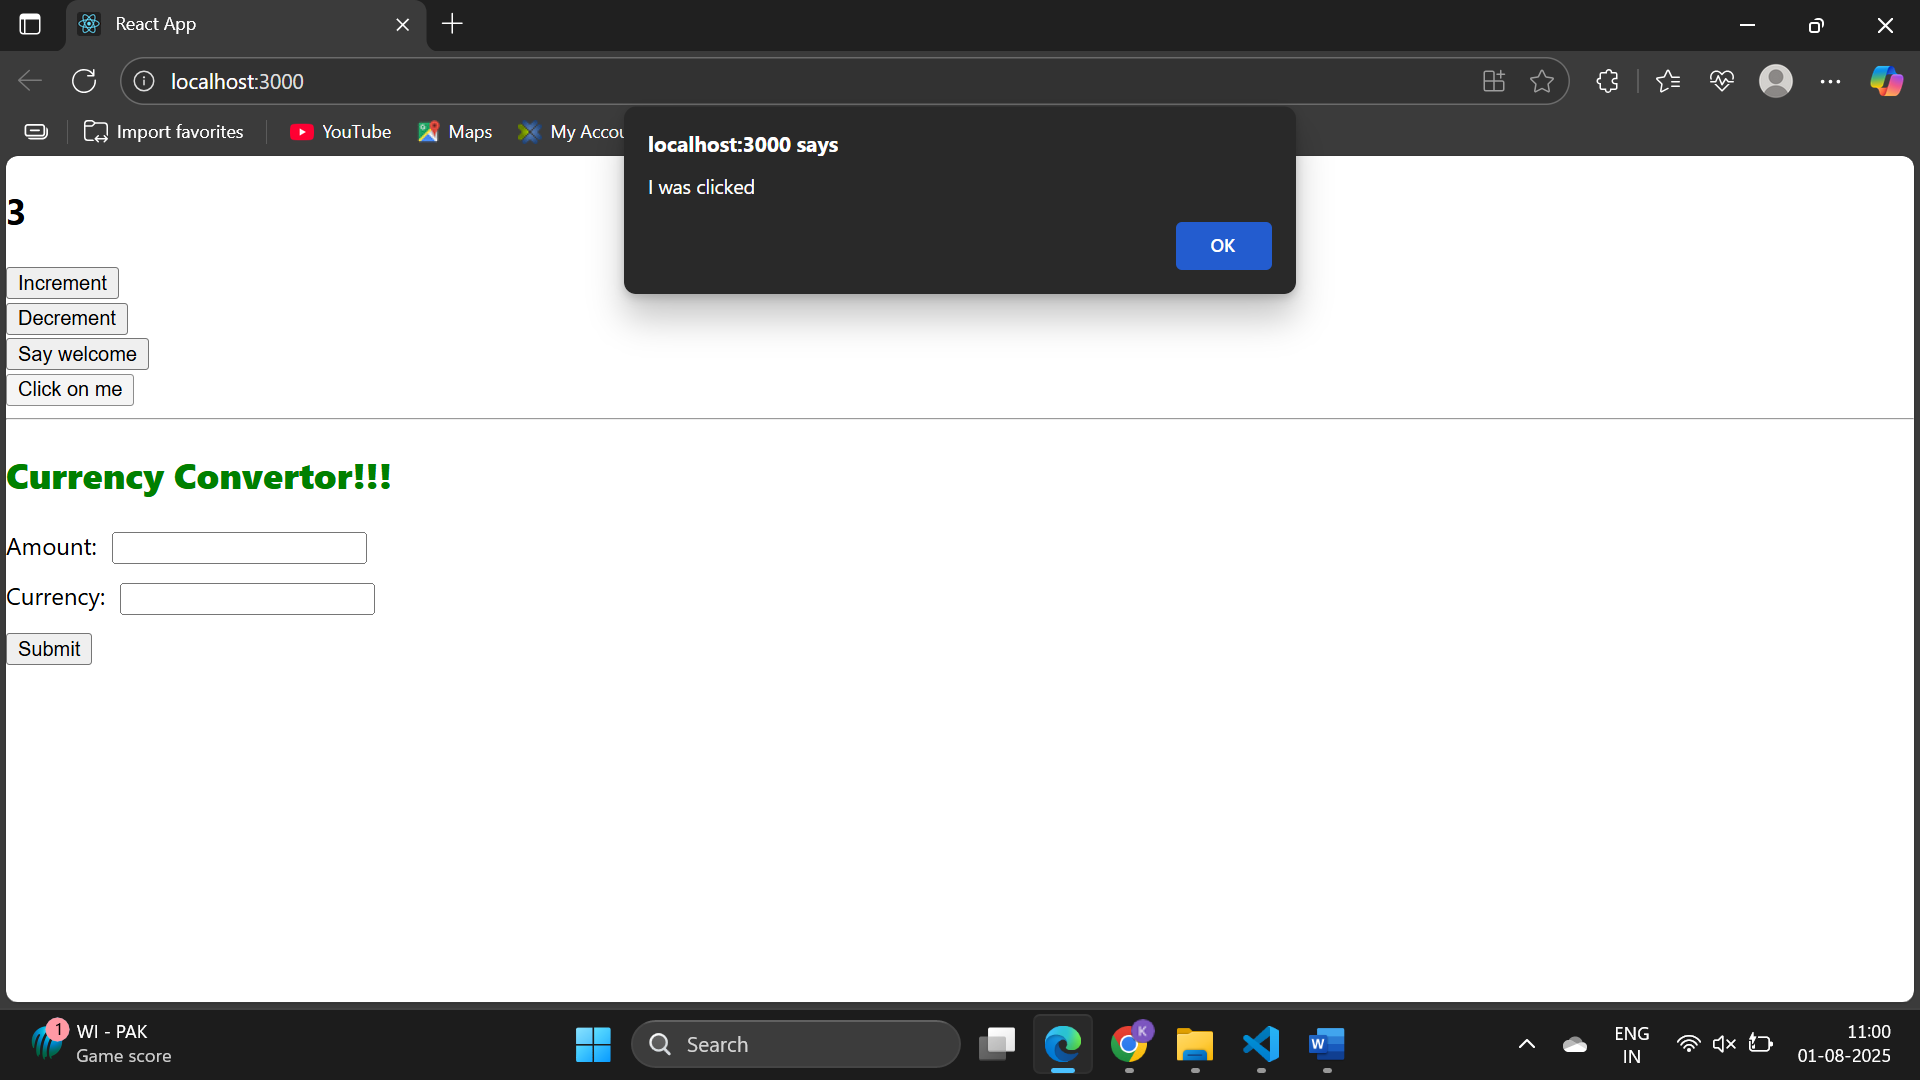 React App
localhost:3000
Import favorites
YouTube
Maps
My Accou
localhost:3000 says
I was clicked
OK
3
Increment
Decrement
Say welcome
Click on me
Currency Convertor!!!
Amount:
Currency:
Submit
1
WI - PAK
Game score
Search
K
W
ENG
IN
11:00
01-08-2025